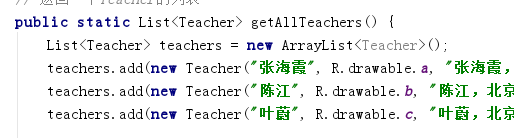 // 返回一个Teacher的列表
public static List<Teacher> getAllTeachers() {
List<Teacher> teachers = new ArrayList<Teacher>();
teachers.add(new Teacher("张海霞", R.drawable.a, "张海霞,
teachers.add(new Teacher("陈江", R.drawable.b, "陈江，北京
teachers.add(new Teacher("叶蔚", R.drawable.c, "叶蔚，北京